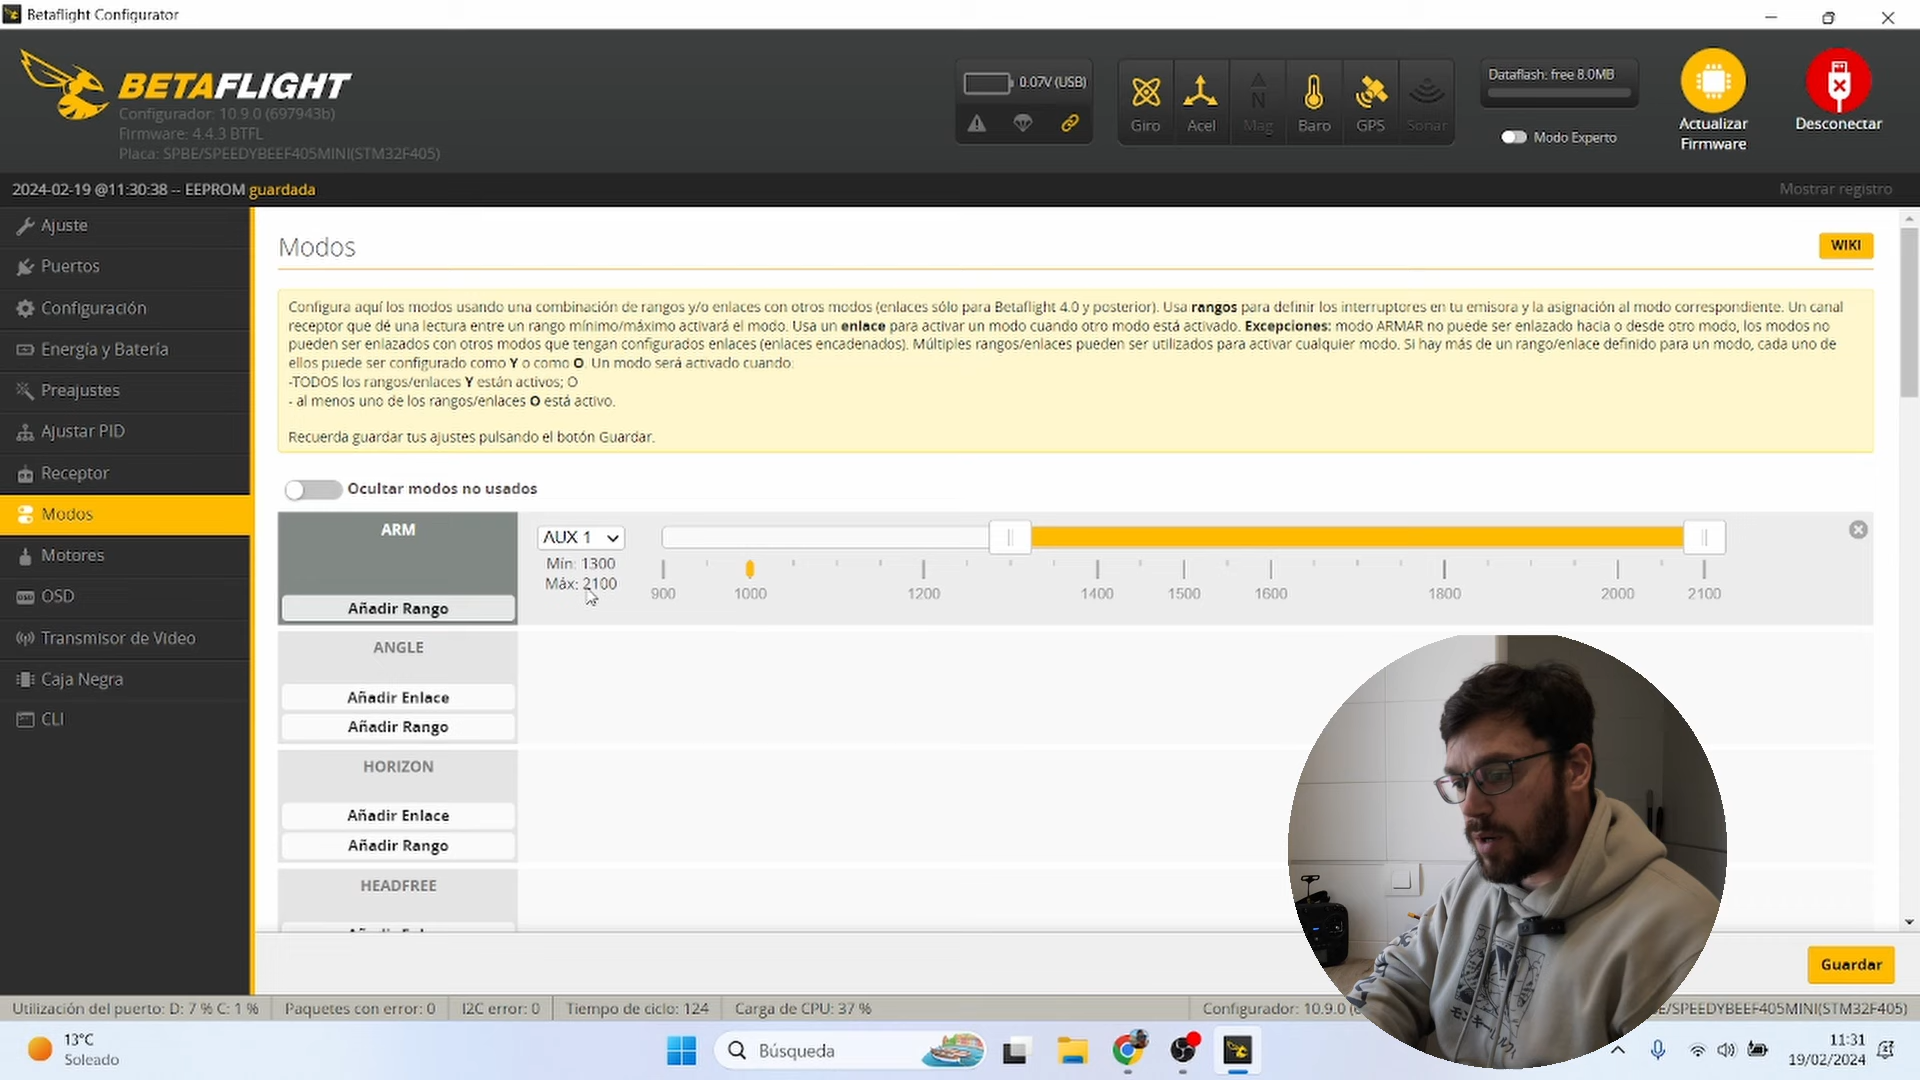 Betaflight Configurator
BETAFLIGHT
Configurador: 10.9.0 (697943b)
Firmware: 4.4.3 BTFL
Placa: SPBE/SPEEDYBEEF405MINI(STM32F405)
0.07V (USB)
Giro
Acel
Mag
Baro
GPS
Sonar
Dataflash: free 8.0MB
Modo Experto
Actualizar
Firmware
Desconectar
2024-02-19 @11:30:38 -- EEPROM guardada
Mostrar registro
Ajuste
Puertos
Configuración
Energía y Batería
Preajustes
Ajustar PID
Receptor
Modos
Motores
OSD
Transmisor de Video
Caja Negra
CLI
Modos
WIKI
Configura aquí los modos usando una combinación de rangos y/o enlaces con otros modos (enlaces sólo para Betaflight 4.0 y posterior). Usa rangos para definir los interruptores en tu emisora y la asignación al modo correspondiente. Un canal
receptor que dé una lectura entre un rango mínimo/máximo activará el modo. Usa un enlace para activar un modo cuando otro modo está activado. Excepciones: modo ARMAR no puede ser enlazado hacia o desde otro modo, los modos no
pueden ser enlazados con otros modos que tengan configurados enlaces (enlaces encadenados). Múltiples rangos/enlaces pueden ser utilizados para activar cualquier modo. Si hay más de un rango/enlace definido para un modo, cada uno de
ellos puede ser configurado como Y o como O. Un modo será activado cuando:
-TODOS los rangos/enlaces Y están activos; O
- al menos uno de los rangos/enlaces O está activo.
Recuerda guardar tus ajustes pulsando el botón Guardar.
Ocultar modos no usados
ARM
Añadir Rango
AUX 1
Mín: 1300
Máx: 2100
900 1000 1200 1400 1500 1600 1800 2000 2100
ANGLE
Añadir Enlace
Añadir Rango
HORIZON
Añadir Enlace
Añadir Rango
HEADFREE
Guardar
Utilización del puerto: D: 7 % C: 1 %
Paquetes con error: 0
I2C error: 0
Tiempo de ciclo: 124
Carga de CPU: 37 %
Configurador: 10.9.0
E/SPEEDYBEEF405MINI(STM32F405)
13°C
Soleado
Búsqueda
11:31
19/02/2024